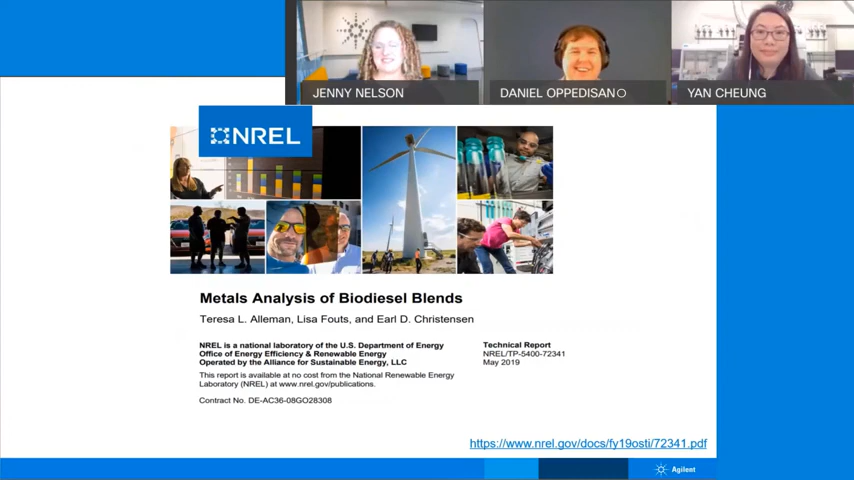 JENNY NELSON
DANIEL OPPEDISANO
YAN CHEUNG
NREL
Metals Analysis of Biodiesel Blends
Teresa L. Alleman, Lisa Fouts, and Earl D. Christensen
NREL is a national laboratory of the U.S. Department of Energy
Office of Energy Efficiency & Renewable Energy
Operated by the Alliance for Sustainable Energy, LLC
This report is available at no cost from the National Renewable Energy
Laboratory (NREL) at www.nrel.gov/publications.
Contract No. DE-AC36-08GO28308
Technical Report
NREL/TP-5400-72341
May 2019
https://www.nrel.gov/docs/fy19osti/72341.pdf
Agilent